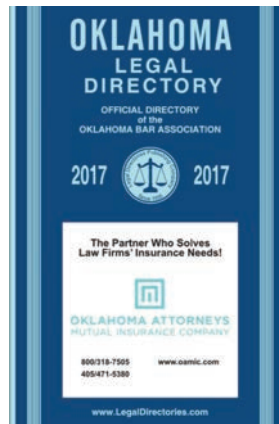 OKLAHOMA
LEGAL
DIRECTORY
OFFICIAL DIRECTORY
of the
OKLAHOMA BAR ASSOCIATION
2017 2017
The Partner Who Solves
Law Firms' Insurance Needs!
OKLAHOMA ATTORNEYS
MUTUAL INSURANCE COMPANY
800/318-7505 www.oamic.com
405/471-5380
www.LegalDirectories.com